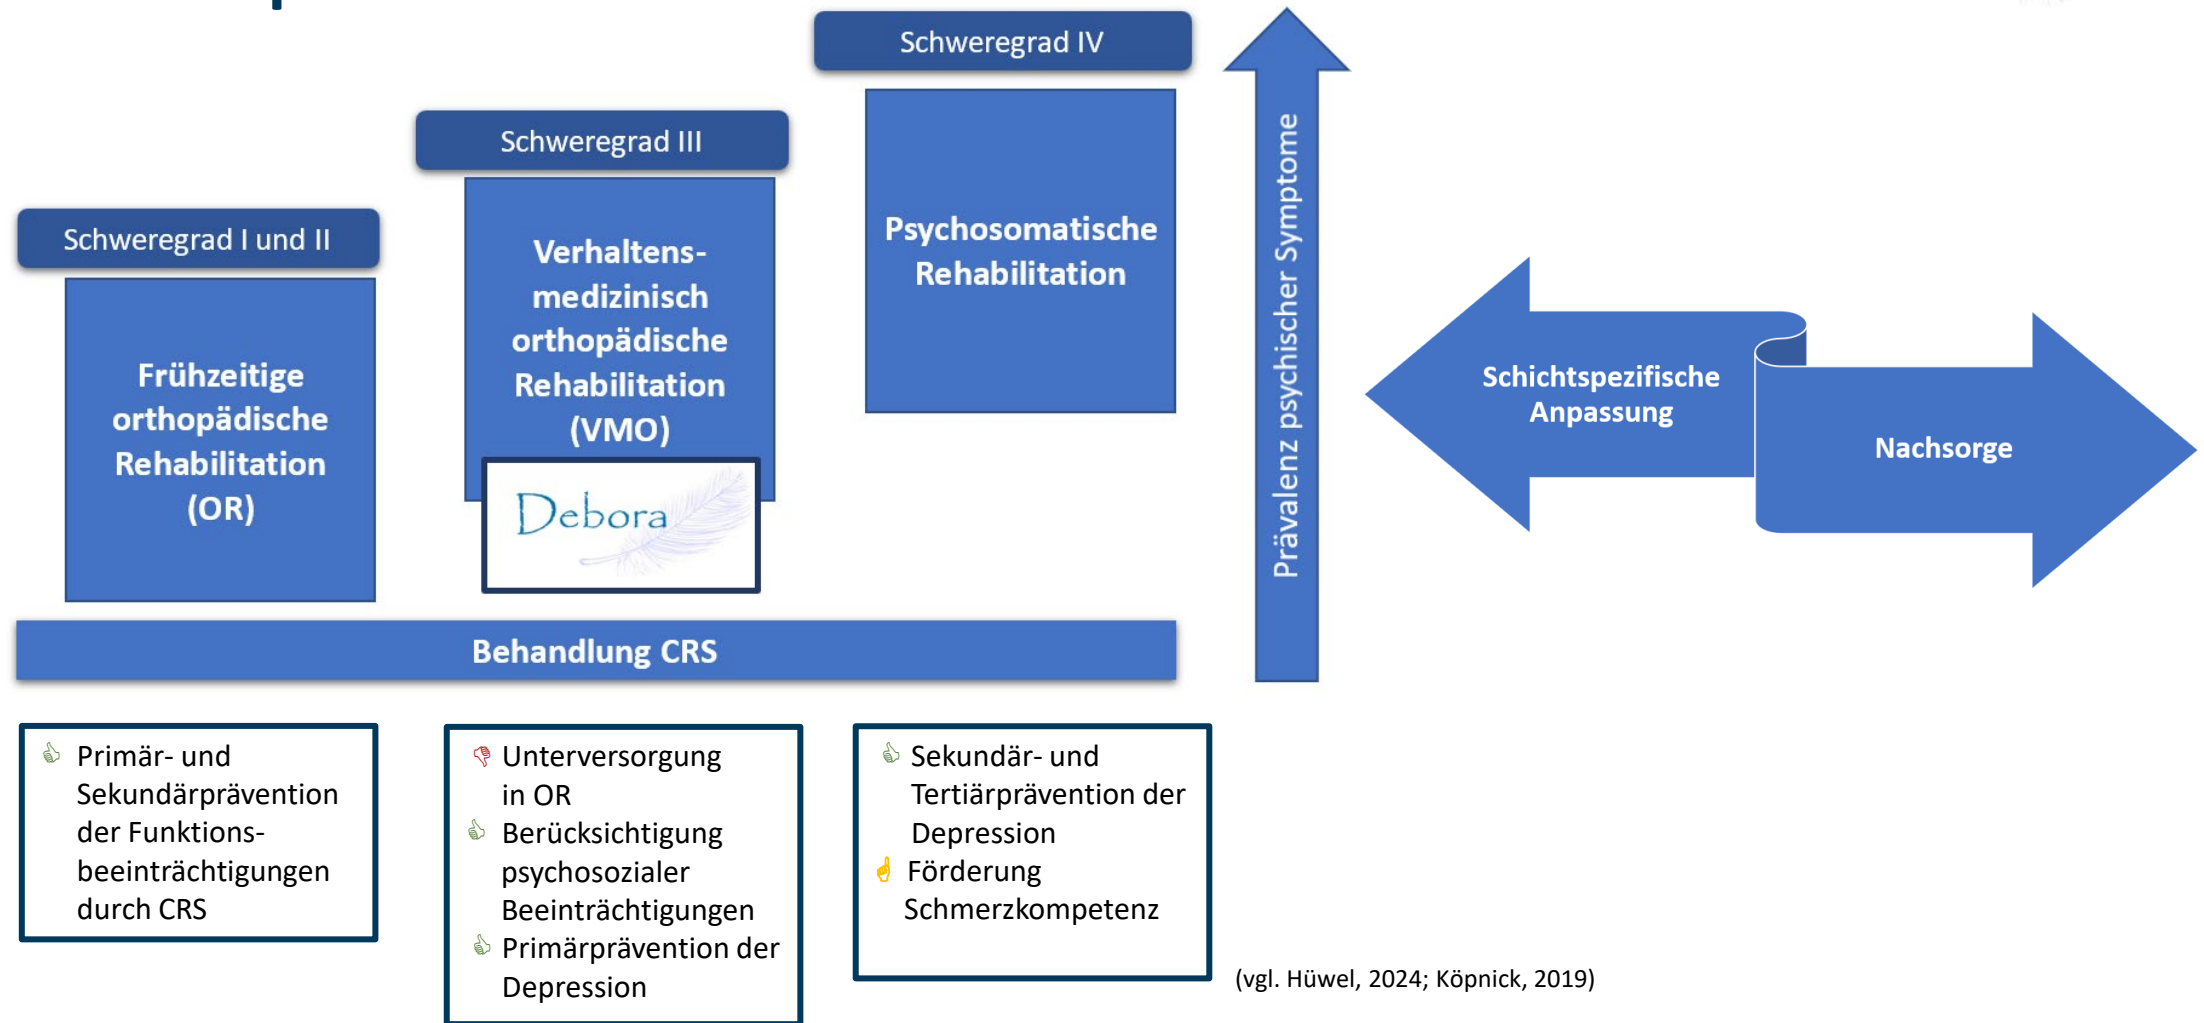 Schweregrad I und II
Frühzeitige
orthopädische
Rehabilitation
(OR)
Schweregrad III
Verhaltens-
medizinisch
orthopädische
Rehabilitation
(VMO)
Debora
Schweregrad IV
Psychosomatische
Rehabilitation
Prävalenz psychischer Symptome
Schichtspezifische
Anpassung
Nachsorge
Behandlung CRS
Primär- und
Sekundärprävention
der Funktions-
beeinträchtigungen
durch CRS
Unterversorgung
in OR
Berücksichtigung
psychosozialer
Beeinträchtigungen
Primärprävention der
Depression
Sekundär- und
Tertiärprävention der
Depression
Förderung
Schmerzkompetenz
(vgl. Hüwel, 2024; Köpnick, 2019)